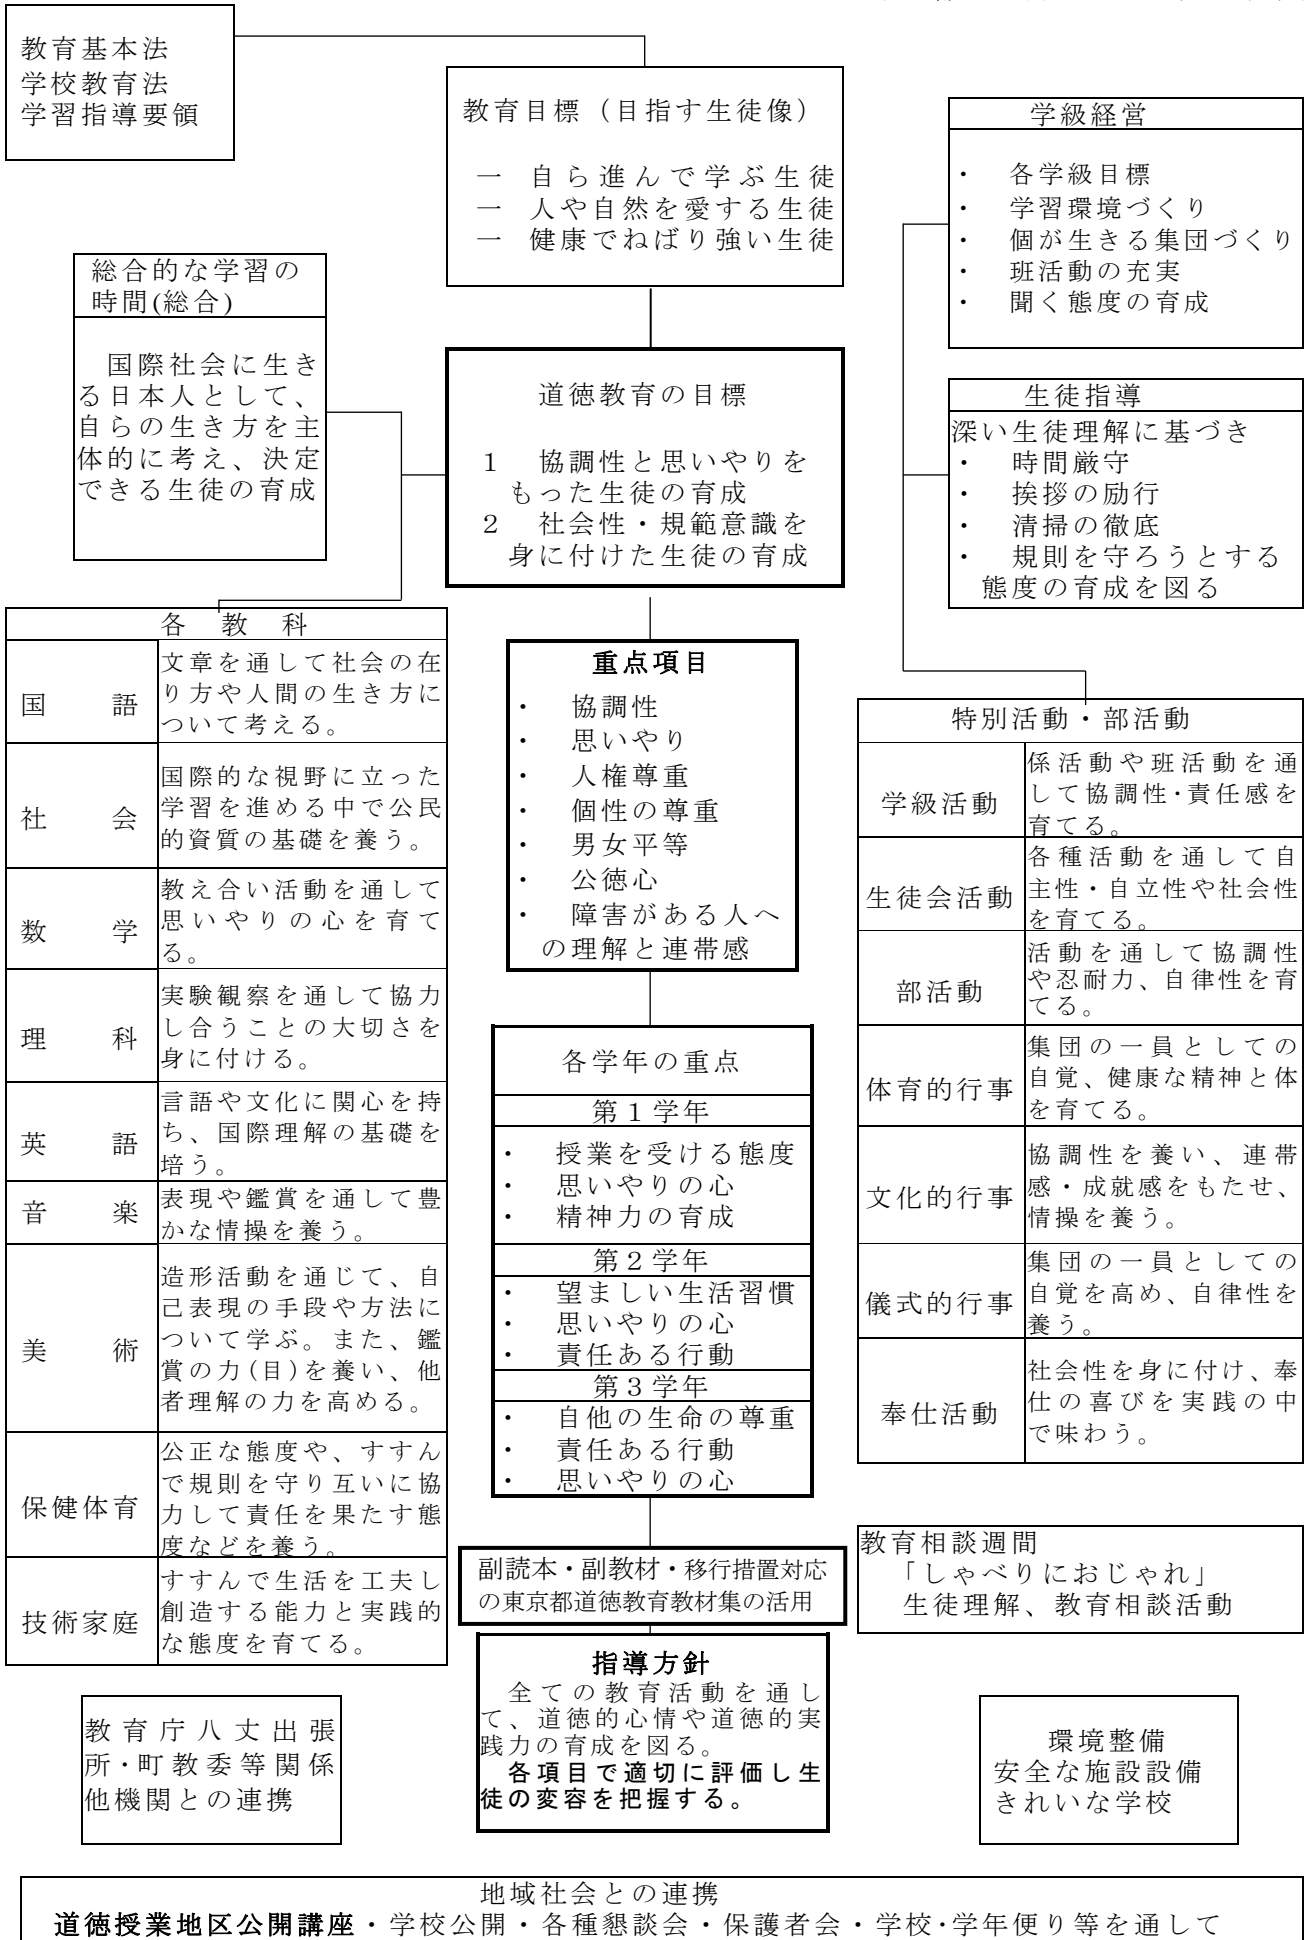 教育基本法
学校教育法
学習指導要領
教育目標（目指す生徒像）
一　自ら進んで学ぶ生徒
一　人や自然を愛する生徒
一　健康でねばり強い生徒
学級経営
・　各学級目標
・　学習環境づくり
・　個が生きる集団づくり
・　班活動の充実
・　聞く態度の育成
総合的な学習の
時間(総合)
国際社会に生き
る日本人として、
自らの生き方を主
体的に考え、決定
できる生徒の育成
道徳教育の目標
１　協調性と思いやりを
もった生徒の育成
２　社会性・規範意識を
身に付けた生徒の育成
生徒指導
深い生徒理解に基づき
・　時間厳守
・　挨拶の励行
・　清掃の徹底
・　規則を守ろうとする
態度の育成を図る
各　教　科
国　語
文章を通して社会の在
り方や人間の生き方に
ついて考える。
社　会
国際的な視野に立った
学習を進める中で公民
的資質の基礎を養う。
数　学
教え合い活動を通して
思いやりの心を育て
る。
理　科
実験観察を通して協力
し合うことの大切さを
身に付ける。
英　語
言語や文化に関心を持
ち、国際理解の基礎を
培う。
音　楽
表現や鑑賞を通して豊
かな情操を養う。
美　術
造形活動を通じて、自
己表現の手段や方法に
ついて学ぶ。また、鑑
賞の力(目)を養い、他
者理解の力を高める。
保健体育
公正な態度や、すすん
で規則を守り互いに協
力して責任を果たす態
度などを養う。
技術家庭
すすんで生活を工夫し
創造する能力と実践的
な態度を育てる。
重点項目
・　協調性
・　思いやり
・　人権尊重
・　個性の尊重
・　男女平等
・　公徳心
・　障害がある人へ
の理解と連帯感
各学年の重点
第１学年
・　授業を受ける態度
・　思いやりの心
・　精神力の育成
第２学年
・　望ましい生活習慣
・　思いやりの心
・　責任ある行動
第３学年
・　自他の生命の尊重
・　責任ある行動
・　思いやりの心
副読本・副教材・移行措置対応
の東京都道徳教育教材集の活用
指導方針
全ての教育活動を通し
て、道徳的心情や道徳的実
践力の育成を図る。
各項目で適切に評価し生
徒の変容を把握する。
特別活動・部活動
学級活動
係活動や班活動を通
して協調性・責任感を
育てる。
生徒会活動
各種活動を通して自
主性・自立性や社会性
を育てる。
部活動
活動を通して協調性
や忍耐力、自律性を育
てる。
体育的行事
集団の一員としての
自覚、健康な精神と体
を育てる。
文化的行事
協調性を養い、連帯
感・成就感をもたせ、
情操を養う。
儀式的行事
集団の一員としての
自覚を高め、自律性を
養う。
奉仕活動
社会性を身に付け、奉
仕の喜びを実践の中
で味わう。
教育相談週間
「しゃべりにおじゃれ」
生徒理解、教育相談活動
教育庁八丈出張
所・町教委等関係
他機関との連携
環境整備
安全な施設設備
きれいな学校
地域社会との連携
道徳授業地区公開講座・学校公開・各種懇談会・保護者会・学校・学年便り等を通して